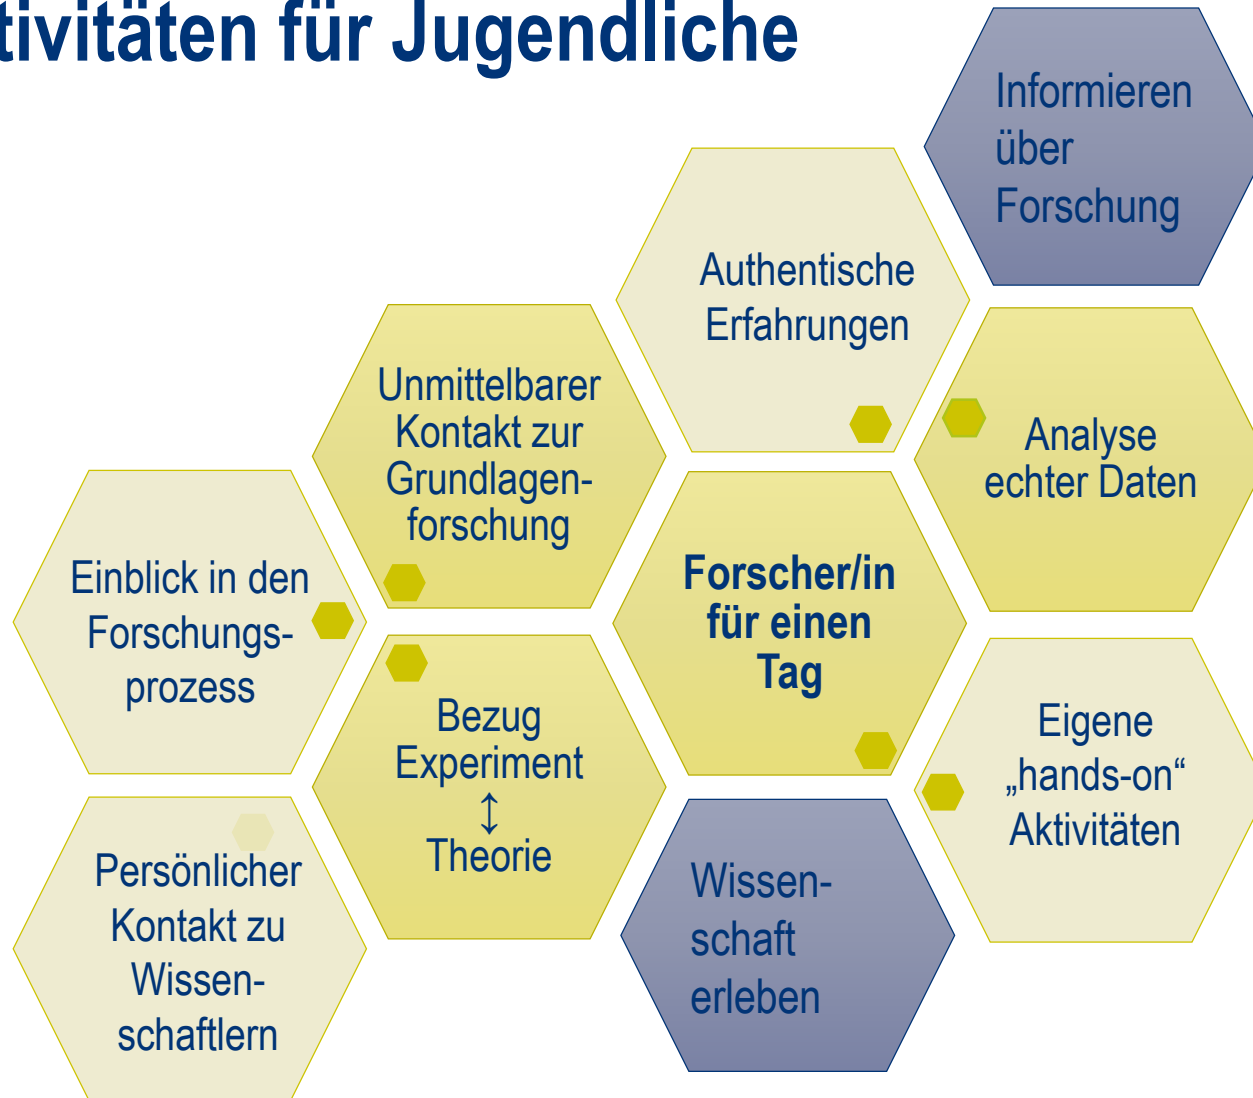 tivitäten für Jugendliche
Informieren
über
Forschung
Authentische
Erfahrungen
Unmittelbarer
Kontakt zur
Grundlagen-
forschung
Analyse
echter Daten
Einblick in den
Forschungs-
prozess
Forscher/in
für einen
Tag
Bezug
Experiment
↕
Theorie
Eigene
„hands-on“
Aktivitäten
Persönlicher
Kontakt zu
Wissen-
schaftlern
Wissen-
schaft
erleben